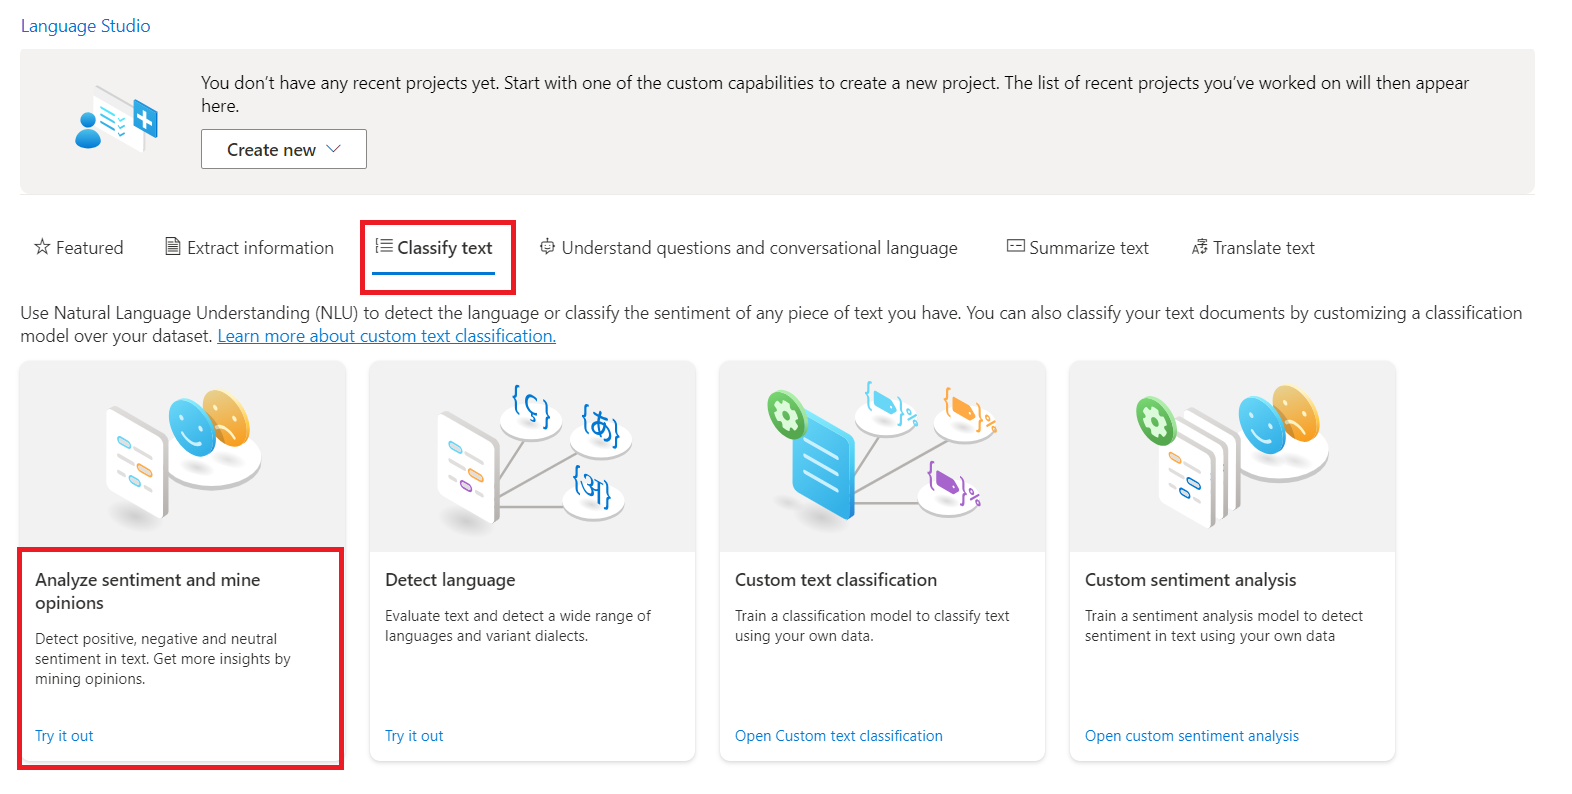 Language Studio
You don’t have any recent projects yet. Start with one of the custom capabilities to create a new project. The list of recent projects you’ve worked on will then appear
here.
Create new
Featured
Extract information
Classify text
Understand questions and conversational language
Summarize text
Translate text
Use Natural Language Understanding (NLU) to detect the language or classify the sentiment of any piece of text you have. You can also classify your text documents by customizing a classification
model over your dataset. Learn more about custom text classification.
{ç}
{あ}
{अ}
%
%
%
Analyze sentiment and mine
opinions
Detect positive, negative and neutral
sentiment in text. Get more insights by
mining opinions.
Try it out
Detect language
Evaluate text and detect a wide range of
languages and variant dialects.
Try it out
Custom text classification
Train a classification model to classify text
using your own data.
Open Custom text classification
Custom sentiment analysis
Train a sentiment analysis model to detect
sentiment in text using your own data
Open custom sentiment analysis